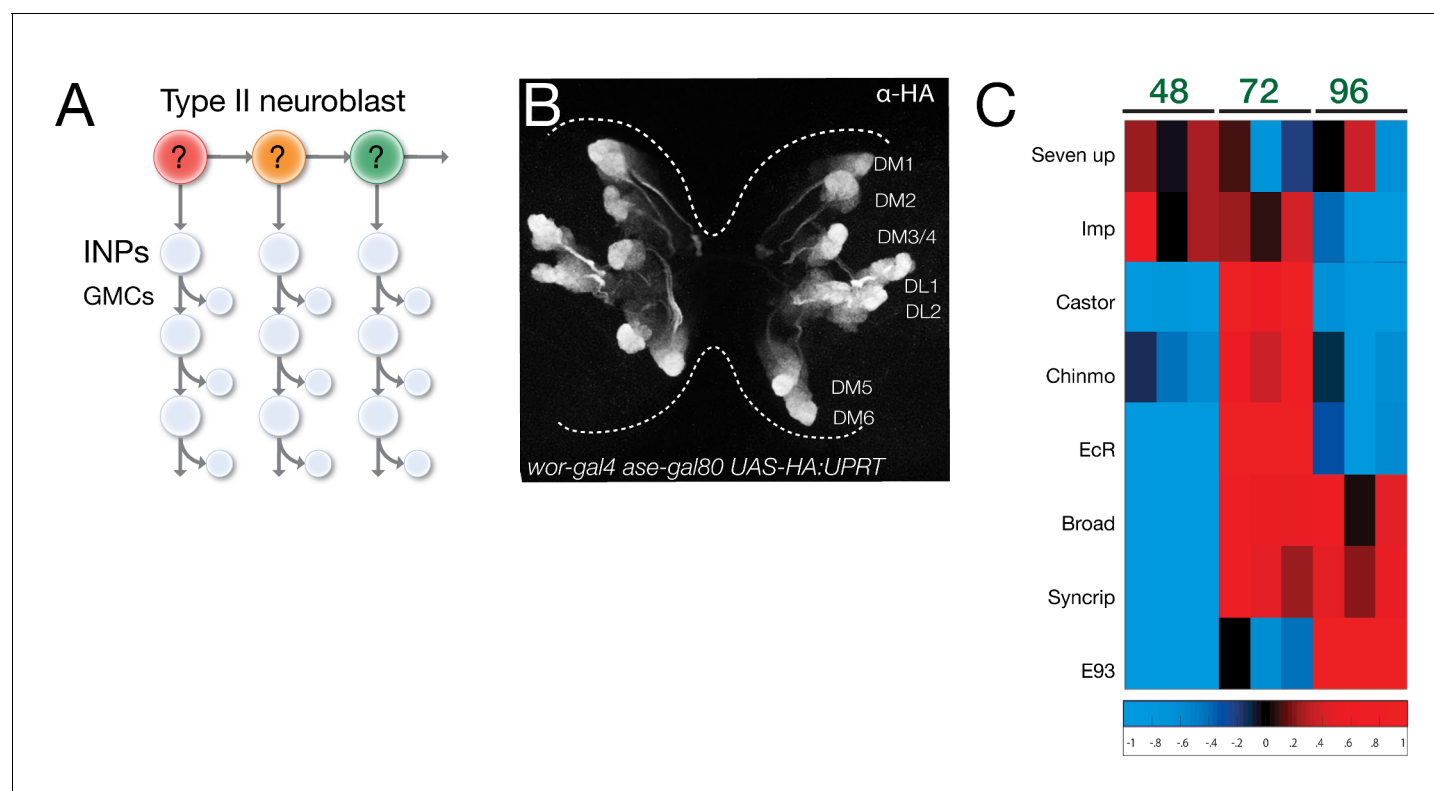 A
Type II neuroblast
? ? ?
INPs
GMCs
B
α-HA
DM1
DM2
DM3/4
DL1
DL2
DM5
DM6
wor-gal4 ase-gal80 UAS-HA:UPRT
C
48 72 96
Seven up
Imp
Castor
Chinmo
EcR
Broad
Syncrip
E93
-1 -.8 -.6 -.4 -.2 0 .2 .4 .6 .8 1